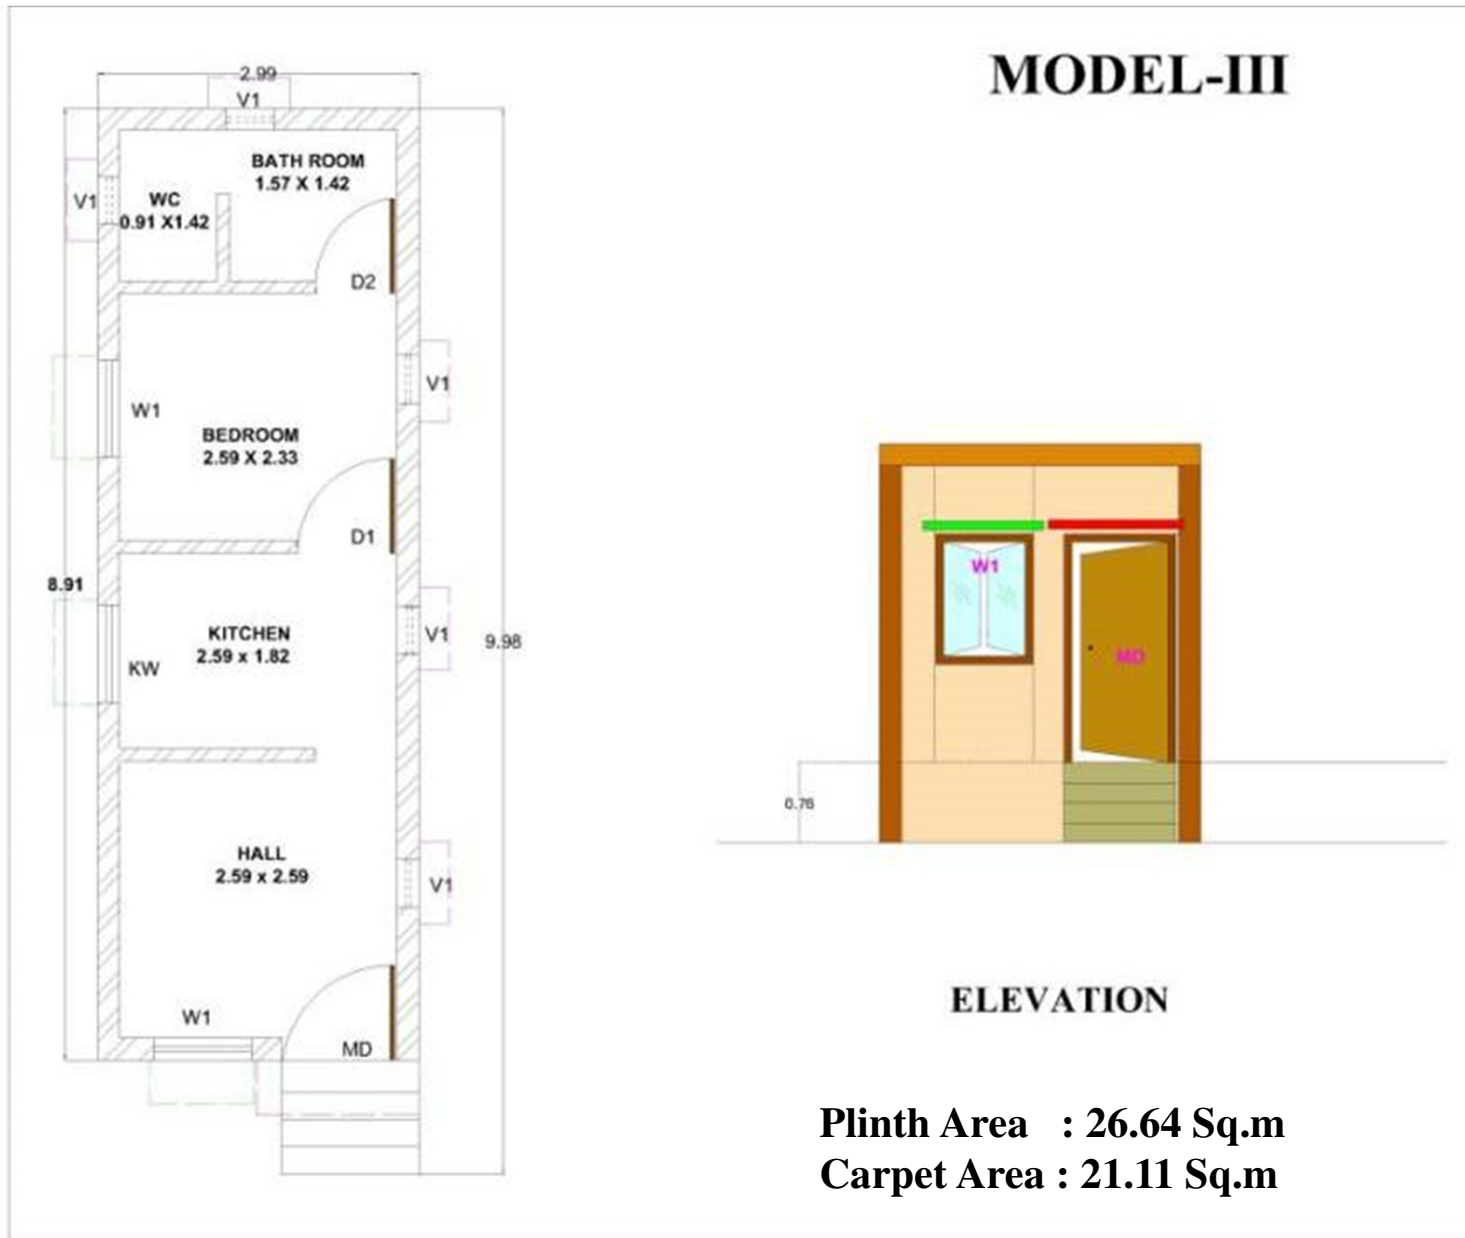 MODEL-III
2.99
V1
BATH ROOM
1.57 X 1.42
V1
WC
0.91 X1.42
D2
V1
W1
BEDROOM
2.59 X 2.33
D1
8.91
KITCHEN
2.59 x 1.82
V1
9.98
KW
HALL
2.59 x 2.59
V1
W1
MD
W1
MD
0.76
ELEVATION
Plinth Area : 26.64 Sq.m
Carpet Area : 21.11 Sq.m